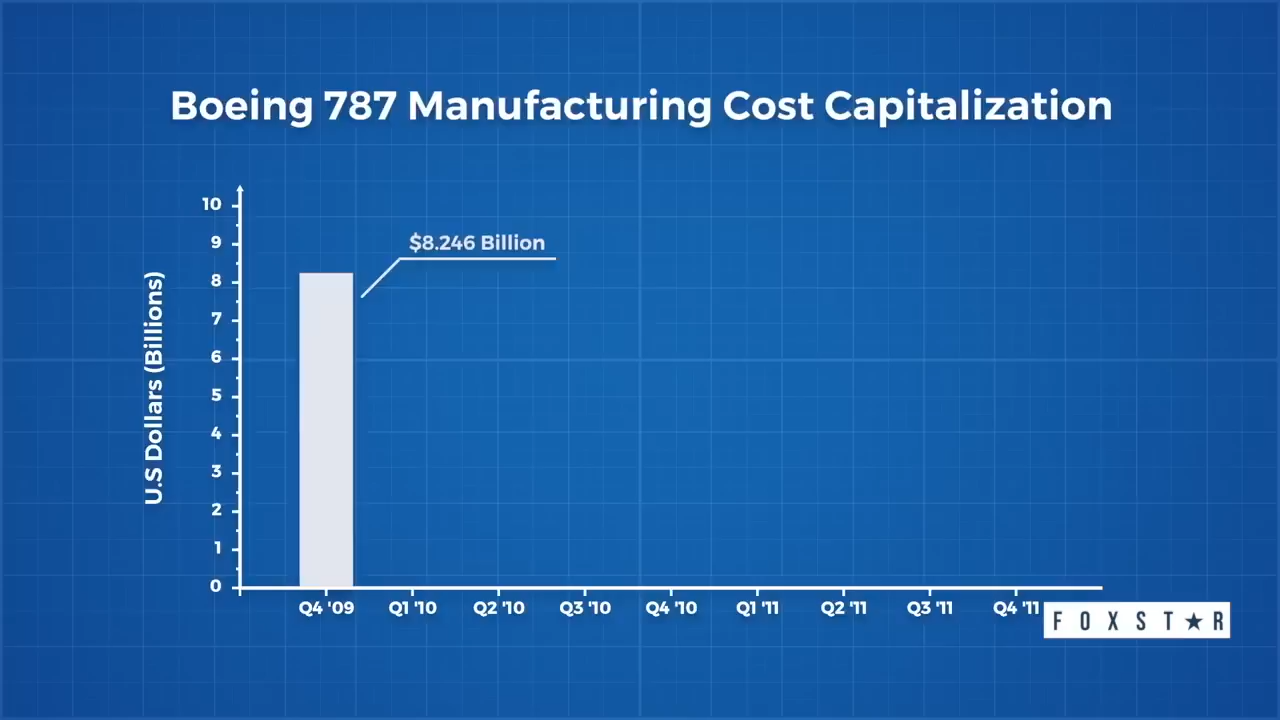 Boeing 787 Manufacturing Cost Capitalization
U.S Dollars (Billions)
10
9
8
7
6
5
4
3
2
1
0
$8.246 Billion
Q4 '09 Q1 '10 Q2 '10 Q3 '10 Q4 '10 Q1 '11 Q2 '11 Q3 '11 Q4 '11
FOXST★R